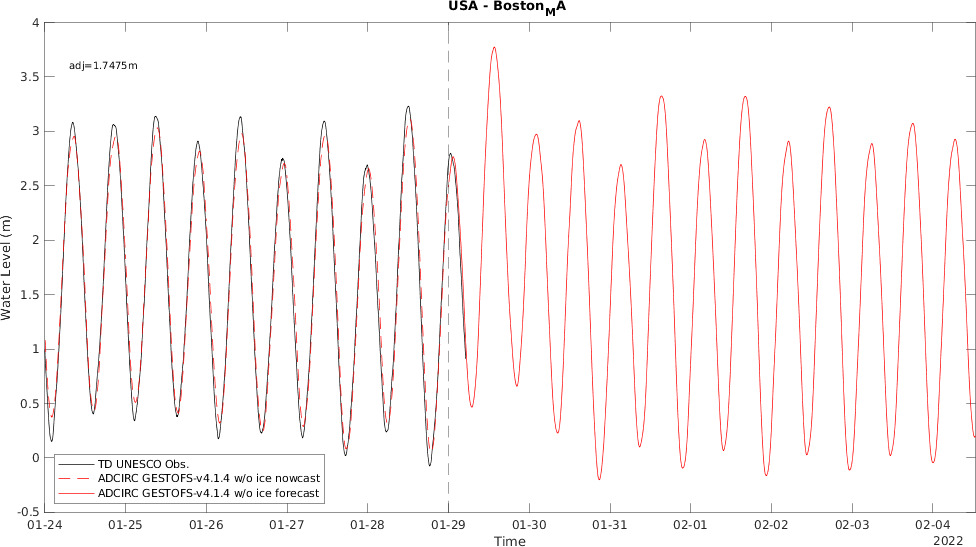 USA - Boston_MA
adj=1.7475m
4
3.5
3
2.5
2
1.5
1
0.5
0
-0.5
Water Level (m)
TD UNESCO Obs.
ADCIRC GESTOFS-v4.1.4 w/o ice nowcast
ADCIRC GESTOFS-v4.1.4 w/o ice forecast
01-24 01-25 01-26 01-27 01-28 01-29 01-30 01-31 02-01 02-02 02-03 02-04
Time
2022